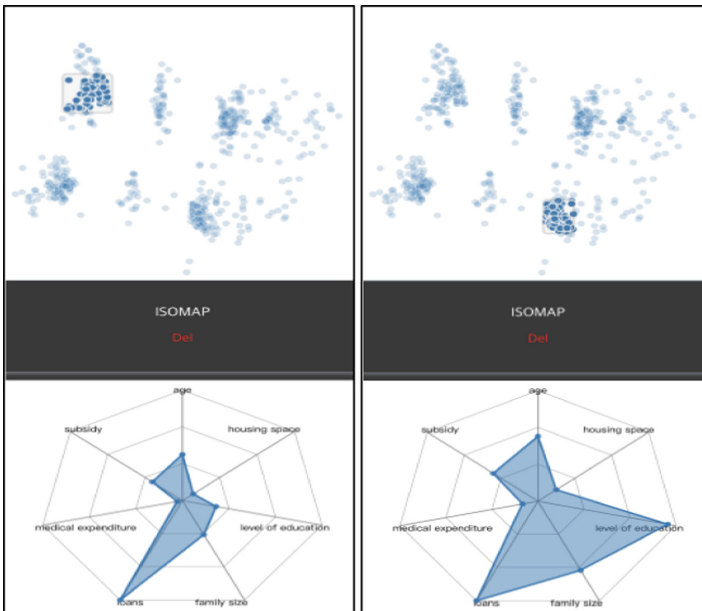 ISOMAP
Del
age
subsidy
housing space
medical expenditure
level of education
loans
family size
ISOMAP
Del
age
subsidy
housing space
medical expenditure
level of education
loans
family size